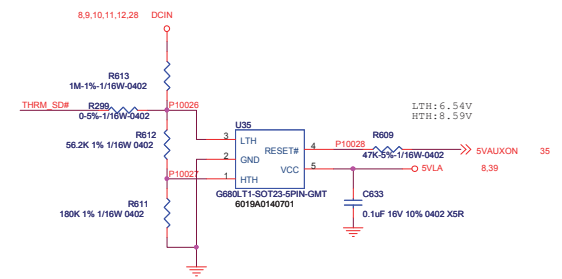 8,9,10,11,12,28 DCIN
R613
1M-1%-1/16W-0402
THRM_SD#
R299
P10026
0-5%-1/16W-0402
LTH:6.54V
HTH:8.59V
U35
R612
56.2K 1% 1/16W 0402
3 LTH
RESET# 4
P10028
R609
47K-5%-1/16W-0402
5VAUXON 35
2 GND
VCC 5
5VLA 8,39
P10027
1 HTH
G680LT1-SOT23-5PIN-GMT
6019A0140701
R611
180K 1% 1/16W 0402
C633
0.1uF 16V 10% 0402 X5R